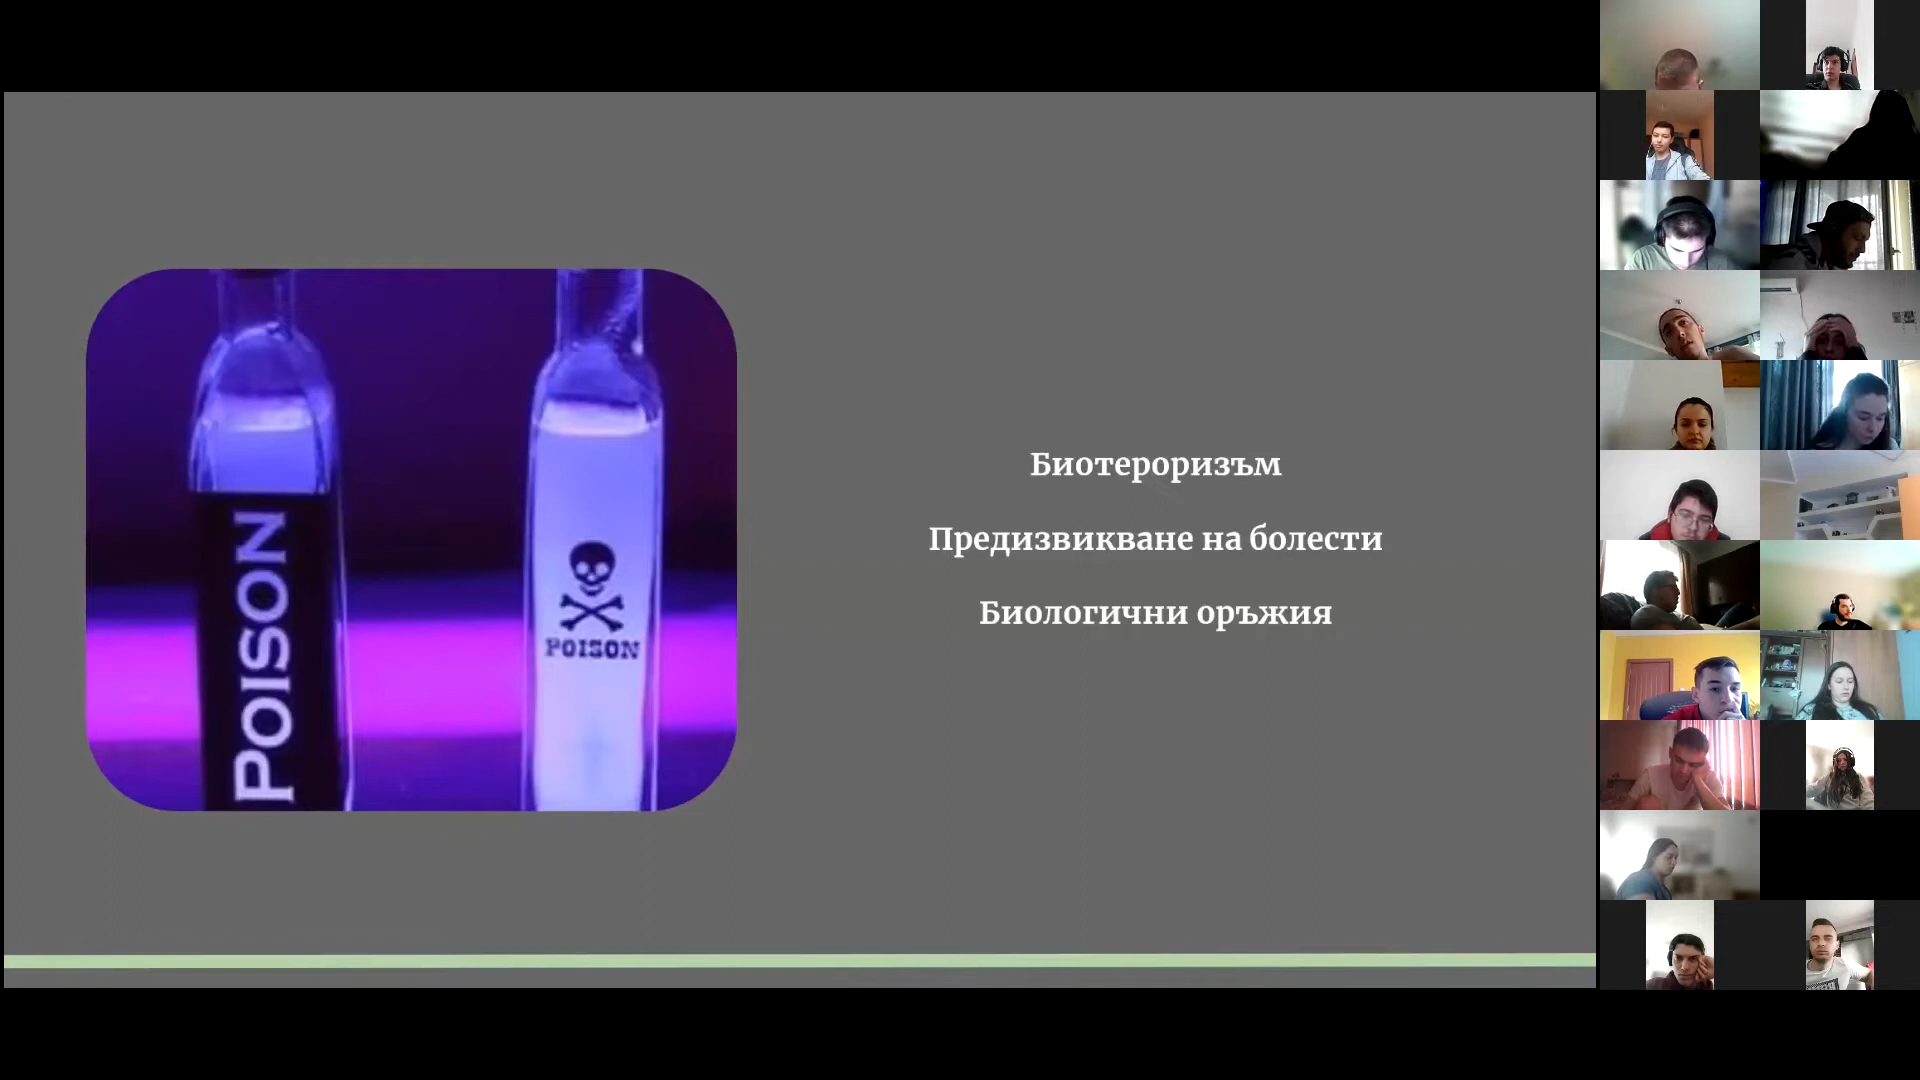 POISON
POISON
Биотероризъм
Предизвикване на болести
Биологични оръжия